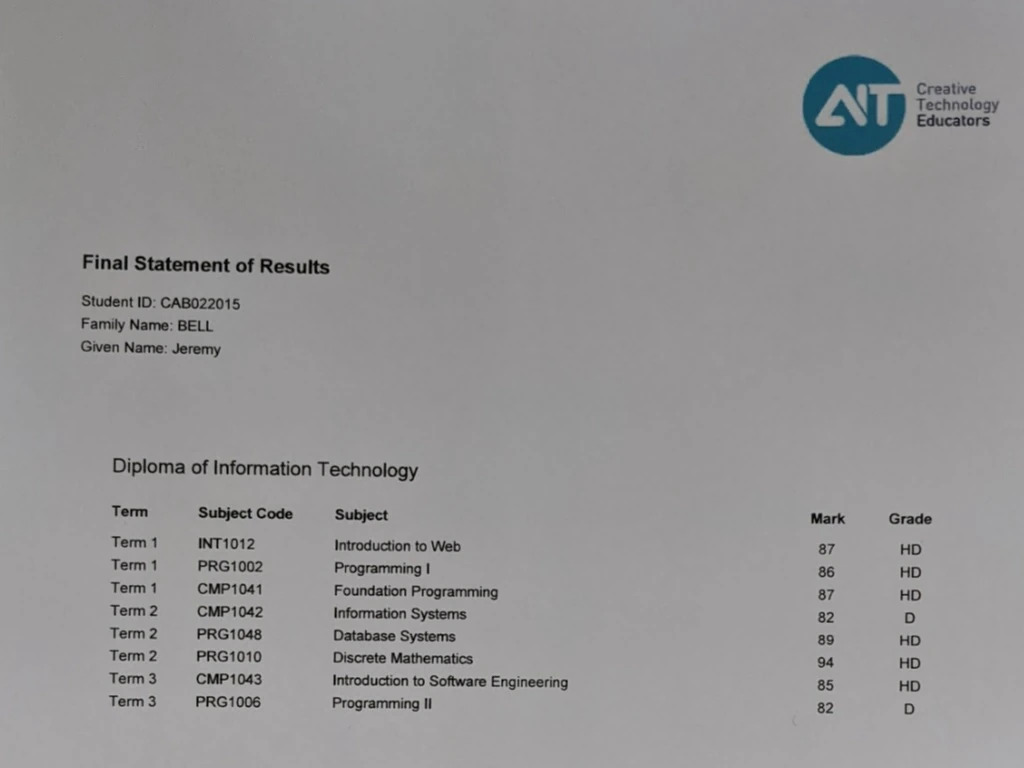 AIT
Creative
Technology
Educators
Final Statement of Results
Student ID: CAB022015
Family Name: BELL
Given Name: Jeremy
Diploma of Information Technology
Term Subject Code Subject Mark Grade
Term 1 INT1012 Introduction to Web 87 HD
Term 1 PRG1002 Programming I 86 HD
Term 1 CMP1041 Foundation Programming 87 HD
Term 2 CMP1042 Information Systems 82 D
Term 2 PRG1048 Database Systems 89 HD
Term 2 PRG1010 Discrete Mathematics 94 HD
Term 3 CMP1043 Introduction to Software Engineering 85 HD
Term 3 PRG1006 Programming II 82 D